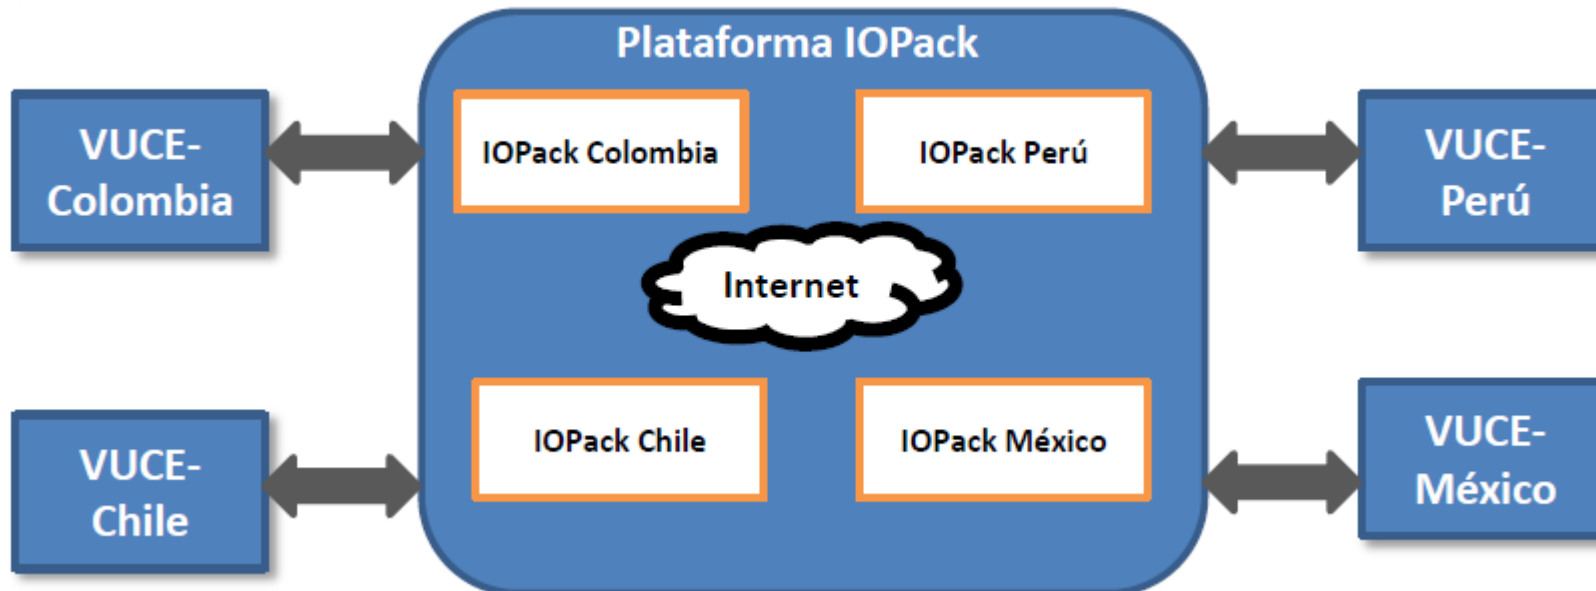 Plataforma IOPack
VUCE-
Colombia
IOPack Colombia
IOPack Perú
VUCE-
Perú
Internet
VUCE-
Chile
IOPack Chile
IOPack México
VUCE-
México